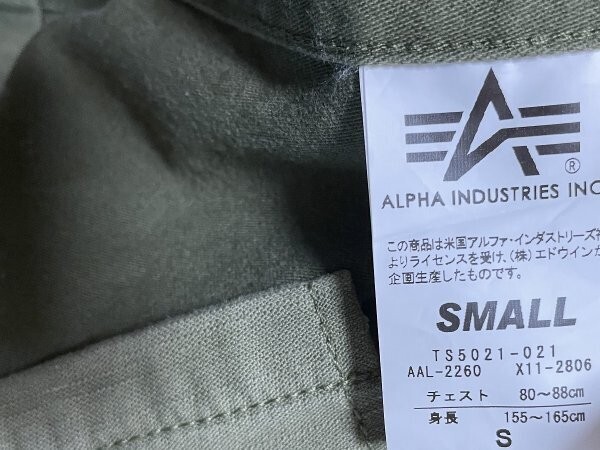 ®
ALPHA INDUSTRIES INC
この商品は米国アルファ・インダストリーズ社
よりライセンスを受け、(株)エドウインが
企画生産したものです。
SMALL
TS5021-021
AAL-2260 X11-2806
チェスト 80〜88cm
身長 155〜165cm
S